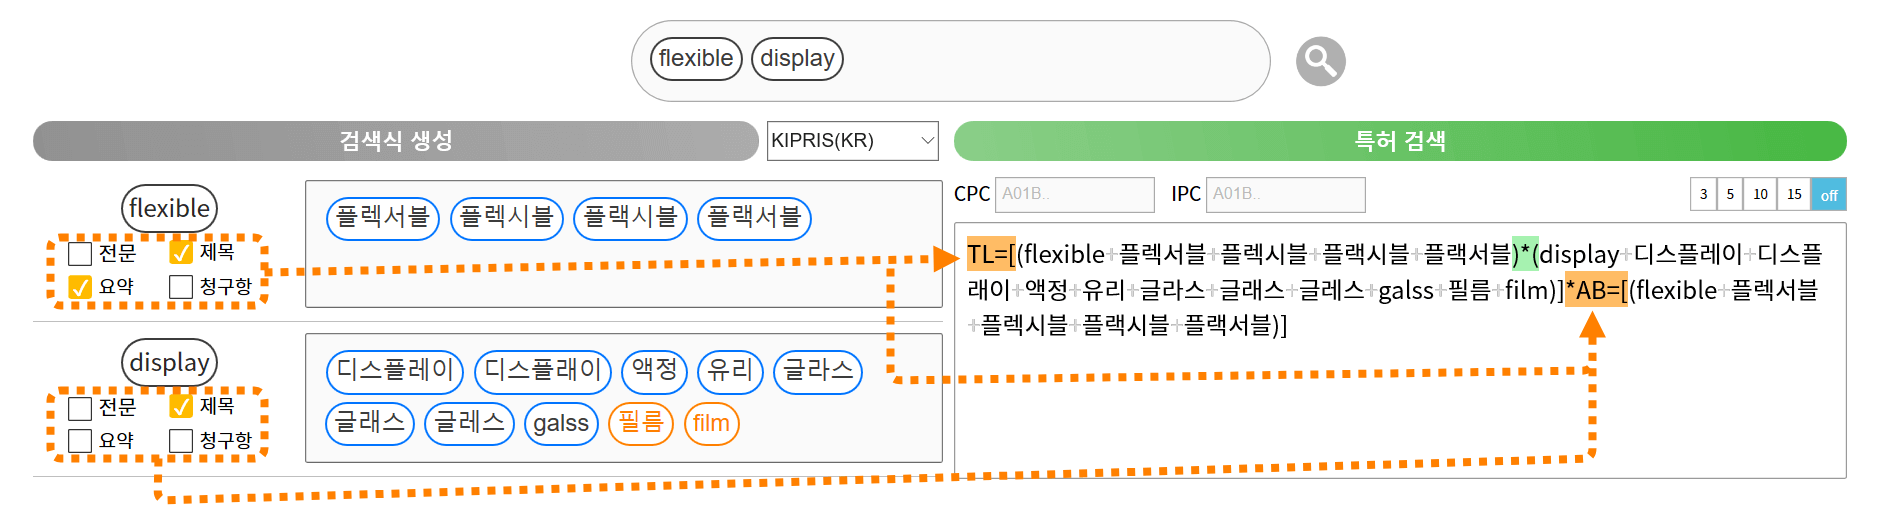 flexible display
검색식 생성
KIPRIS(KR)
특허 검색
flexible
전문 제목
요약 청구항
플렉서블 플렉시블 플랙시블 플랙서블
display
전문 제목
요약 청구항
디스플레이 디스플래이 액정 유리 글라스
글래스 글레스 galss 필름 film
CPC A01B.. IPC A01B.. 3 5 10 15 off
TL=[(flexible+플렉서블+플렉시블+플랙시블+플랙서블)*(display+디스플레이+디스플
래이+액정+유리+글라스+글래스+글레스+galss+필름+film)]*AB=[(flexible+플렉서블
+플렉시블+플랙시블+플랙서블)]